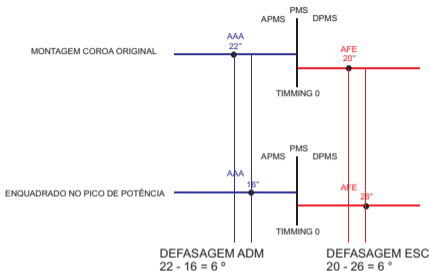 PMS
APMS DPMS
AAA
22°
MONTAGEM COROA ORIGINAL
AFE
20°
TIMMING 0
PMS
APMS DPMS
AAA
16°
ENQUADRADO NO PICO DE POTÊNCIA
AFE
26°
TIMMING 0
DEFASAGEM ADM
22 - 16 = 6 º
DEFASAGEM ESC
20 - 26 = 6 °